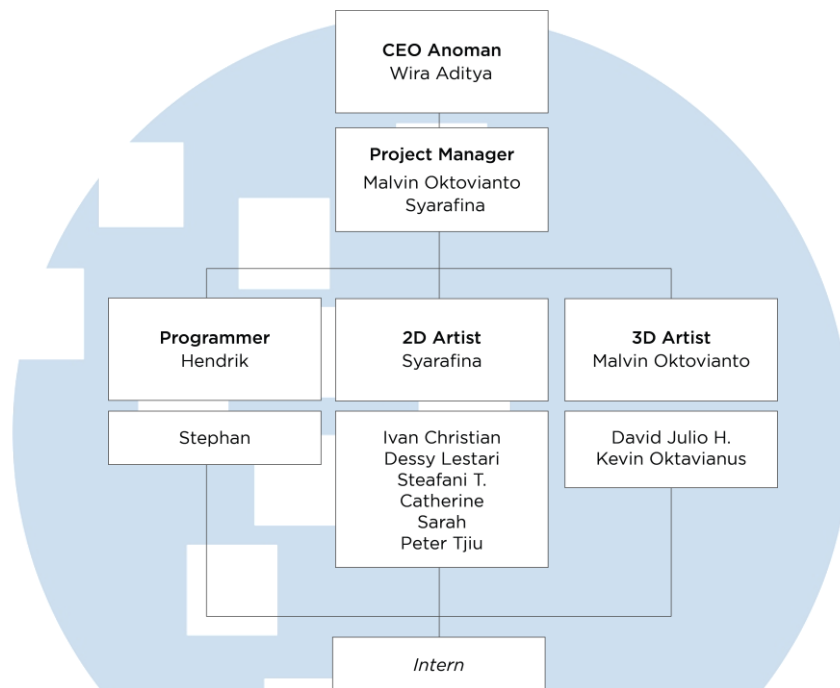 CEO Anoman
Wira Aditya
Project Manager
Malvin Oktovianto
Syarafina
Programmer
Hendrik
2D Artist
Syarafina
3D Artist
Malvin Oktovianto
Stephan
Ivan Christian
Dessy Lestari
Steafani T.
Catherine
Sarah
Peter Tjiu
David Julio H.
Kevin Oktavianus
Intern